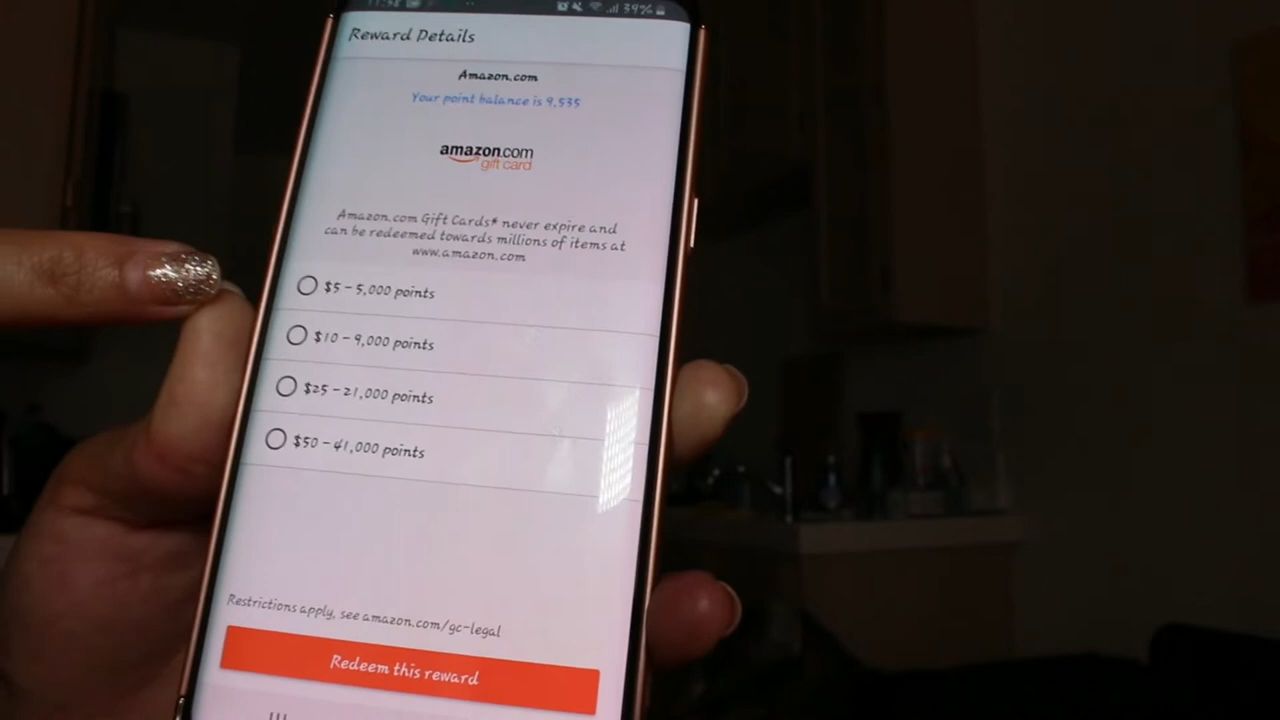 39%
Reward Details
Amazon.com
Your point balance is 9,535
amazon.com
gift card
Amazon.com Gift Cards* never expire and
can be redeemed towards millions of items at
www.amazon.com
$5 - 5,000 points
$10 - 9,000 points
$25 - 21,000 points
$50 - 41,000 points
Restrictions apply, see amazon.com/gc-legal
Redeem this reward